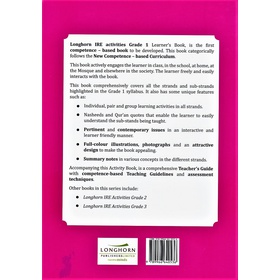 Longhorn IRE activities Grade 1 Learner's Book, is the first
competence – based book to be developed. This book categorically
follows the New Competence – based Curriculum.
This book actively engages the learner in class, in the school, at home,
at the Mosque and elsewhere in the society. The learner freely and easily
interacts with the book.
This book comprehensively covers all the strands and sub-strands
highlighted in the Grade 1 syllabus. It also has some unique features
such as:
• Individual, pair and group learning activities in all strands.
• Nasheeds and Qur'an quotes that enable the learner to easily
understand the sub-stands being taught.
• Pertinent and contemporary issues in an interactive and
learner friendly manner.
• Full-colour illustrations, photographs and an attractive
design to make the book appealing.
• Summary notes in various concepts in the different strands.
Accompanying this Activity Book, is a comprehensive Teacher's Guide
with competence-based Teaching Guidelines and assessment
techniques.
Other books in this series include:
• Longhorn IRE Activities Grade 2
• Longhorn IRE Activities Grade 3
LONGHORN
PUBLISHERS